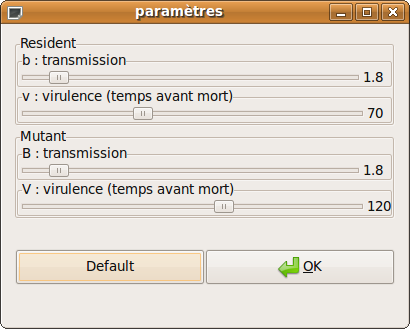 paramètres
Resident
b : transmission
1.8
v : virulence (temps avant mort)
70
Mutant
B : transmission
1.8
V : virulence (temps avant mort)
120
Default
OK